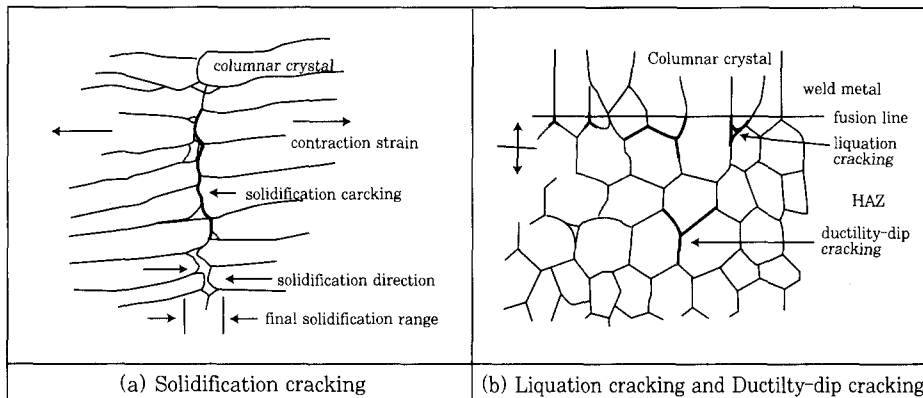 columnar crystal
contraction strain
solidification carcking
solidification direction
final solidification range
(a) Solidification cracking
Columnar crystal
weld metal
fusion line
liquation
cracking
HAZ
ductility-dip
cracking
(b) Liquation cracking and Ductilty-dip cracking